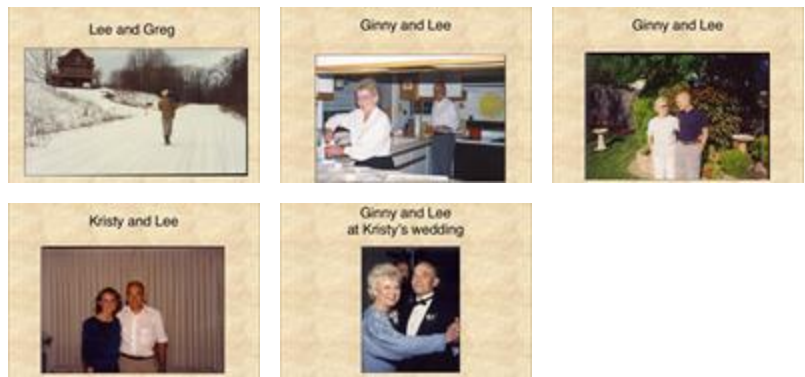 Lee and Greg
Ginny and Lee
Ginny and Lee
Kristy and Lee
Ginny and Lee
at Kristy's wedding